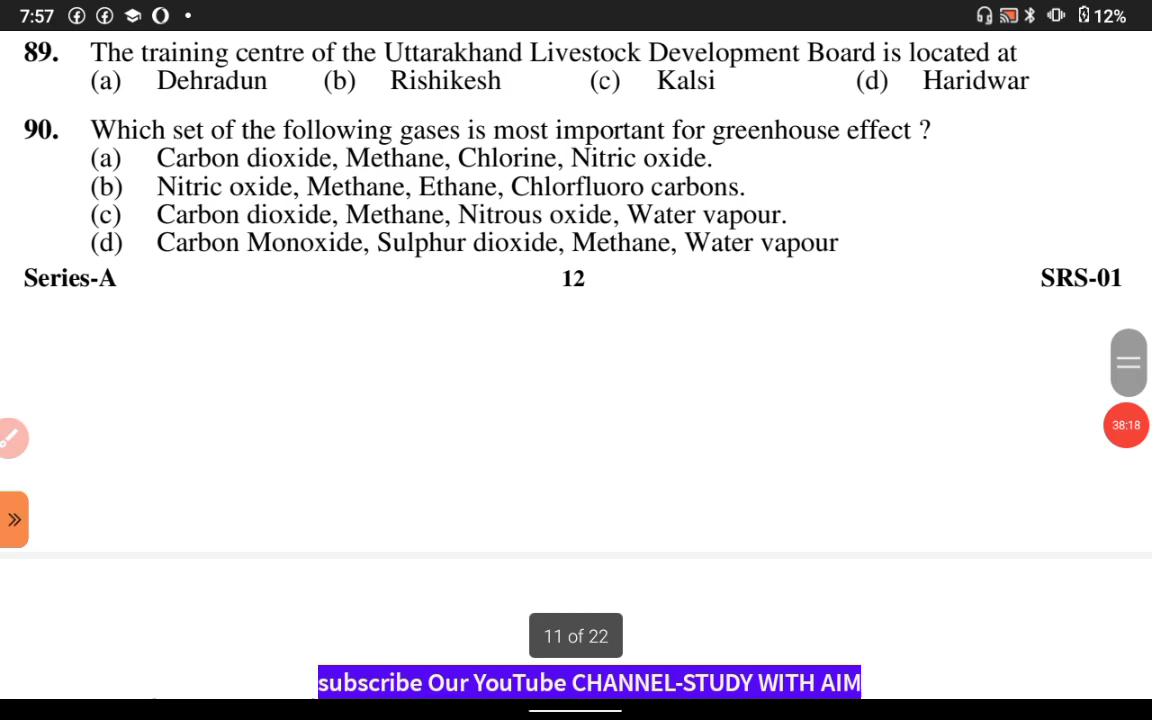 7:57
12%
89. The training centre of the Uttarakhand Livestock Development Board is located at
(a) Dehradun (b) Rishikesh (c) Kalsi (d) Haridwar
90. Which set of the following gases is most important for greenhouse effect ?
(a) Carbon dioxide, Methane, Chlorine, Nitric oxide.
(b) Nitric oxide, Methane, Ethane, Chlorfluoro carbons.
(c) Carbon dioxide, Methane, Nitrous oxide, Water vapour.
(d) Carbon Monoxide, Sulphur dioxide, Methane, Water vapour
Series-A 12 SRS-01
38:18
11 of 22
subscribe Our YouTube CHANNEL-STUDY WITH AIM